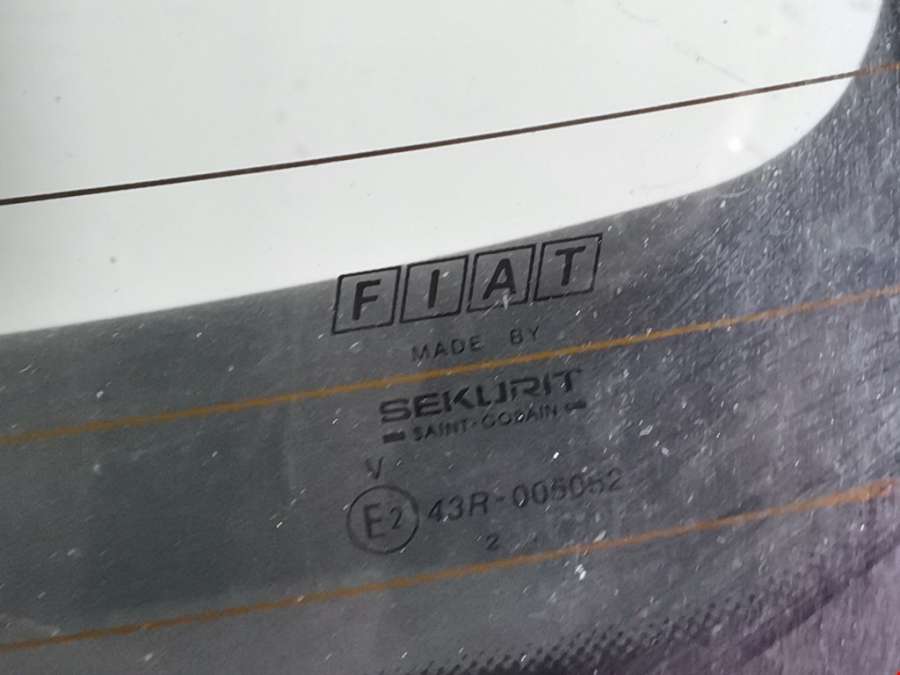 FIAT
MADE BY
SEKURIT
SAINT-GOBAIN
V
E2 43R-005052
2